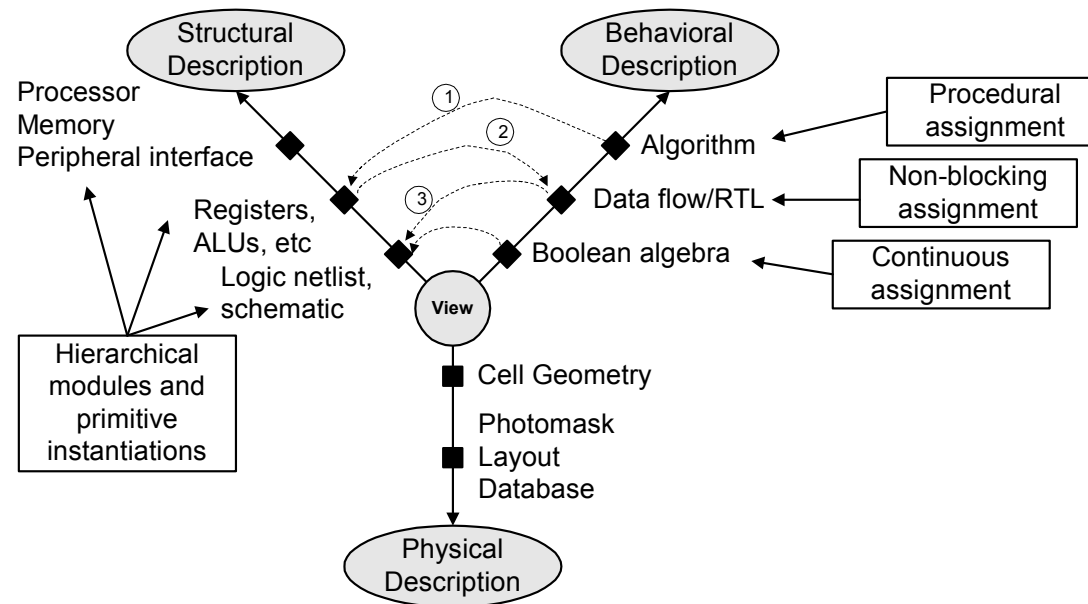 Structural
Description
Behavioral
Description
Processor
Memory
Peripheral interface
1
2
3
Algorithm
Procedural
assignment
Data flow/RTL
Non-blocking
assignment
Registers,
ALUs, etc
Logic netlist,
schematic
Boolean algebra
Continuous
assignment
View
Hierarchical
modules and
primitive
instantiations
Cell Geometry
Photomask
Layout
Database
Physical
Description